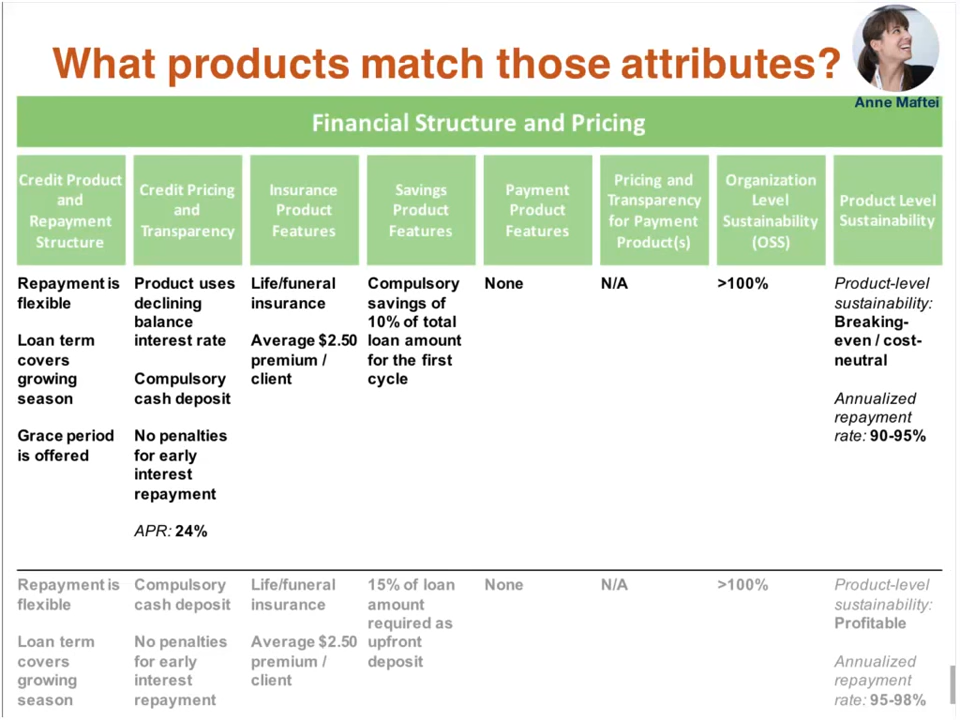 What products match those attributes?
Anne Maftei
Financial Structure and Pricing
Credit Product
and
Repayment
Structure
Credit Pricing
and
Transparency
Insurance
Product
Features
Savings
Product
Features
Payment
Product
Features
Pricing and
Transparency
for Payment
Product(s)
Organization
Level
Sustainability
(OSS)
Product Level
Sustainability
Repayment is
flexible
Loan term
covers
growing
season
Grace period
is offered
Product uses
declining
balance
interest rate
Compulsory
cash deposit
No penalties
for early
interest
repayment
APR: 24%
Life/funeral
insurance
Average $2.50
premium /
client
Compulsory
savings of
10% of total
loan amount
for the first
cycle
None
N/A
>100%
Product-level
sustainability:
Breaking-
even / cost-
neutral
Annualized
repayment
rate: 90-95%
Repayment is
flexible
Loan term
covers
growing
season
Compulsory
cash deposit
No penalties
for early
interest
repayment
Life/funeral
insurance
Average $2.50
premium /
client
15% of loan
amount
required as
upfront
deposit
None
N/A
>100%
Product-level
sustainability:
Profitable
Annualized
repayment
rate: 95-98%